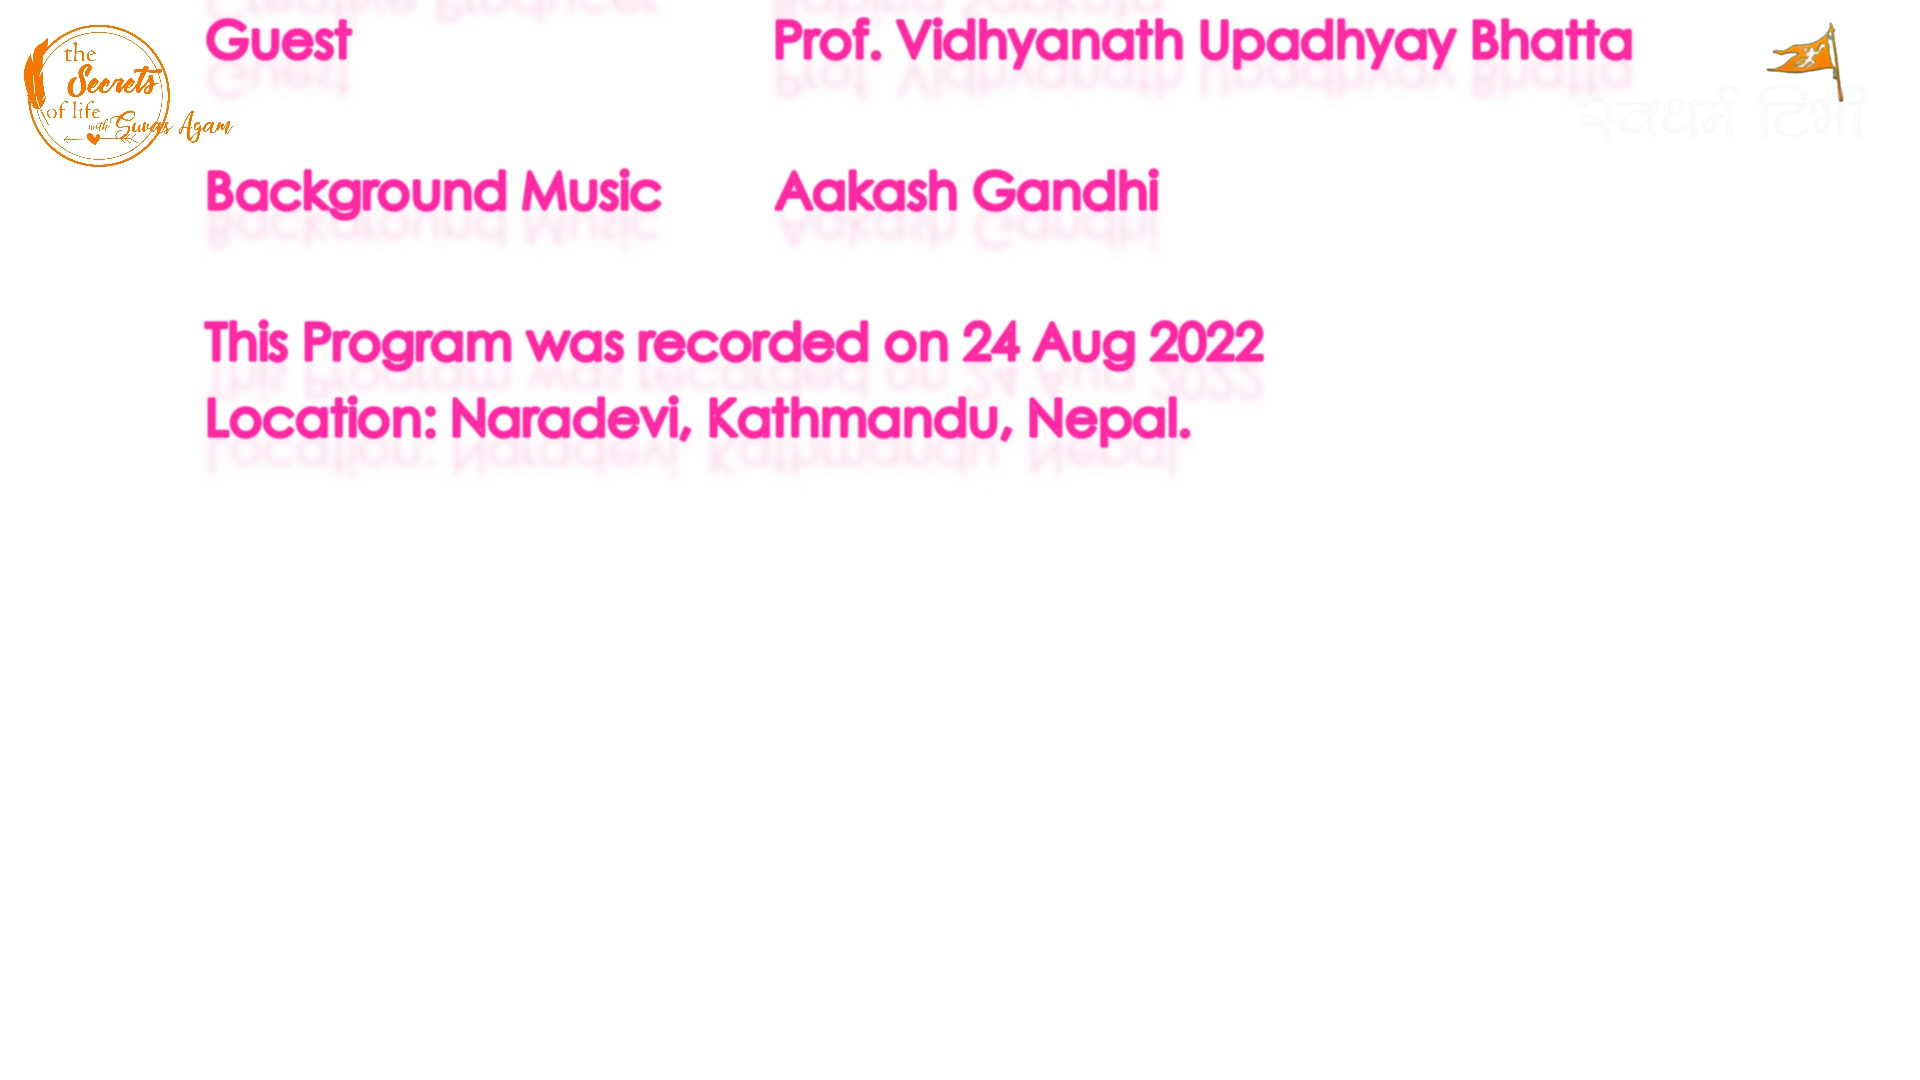 the
Secrets
of life
with Suvas Agam
स्वधर्म टिभी
Guest Prof. Vidhyanath Upadhyay Bhatta
Background Music Aakash Gandhi
This Program was recorded on 24 Aug 2022
Location: Naradevi, Kathmandu, Nepal.